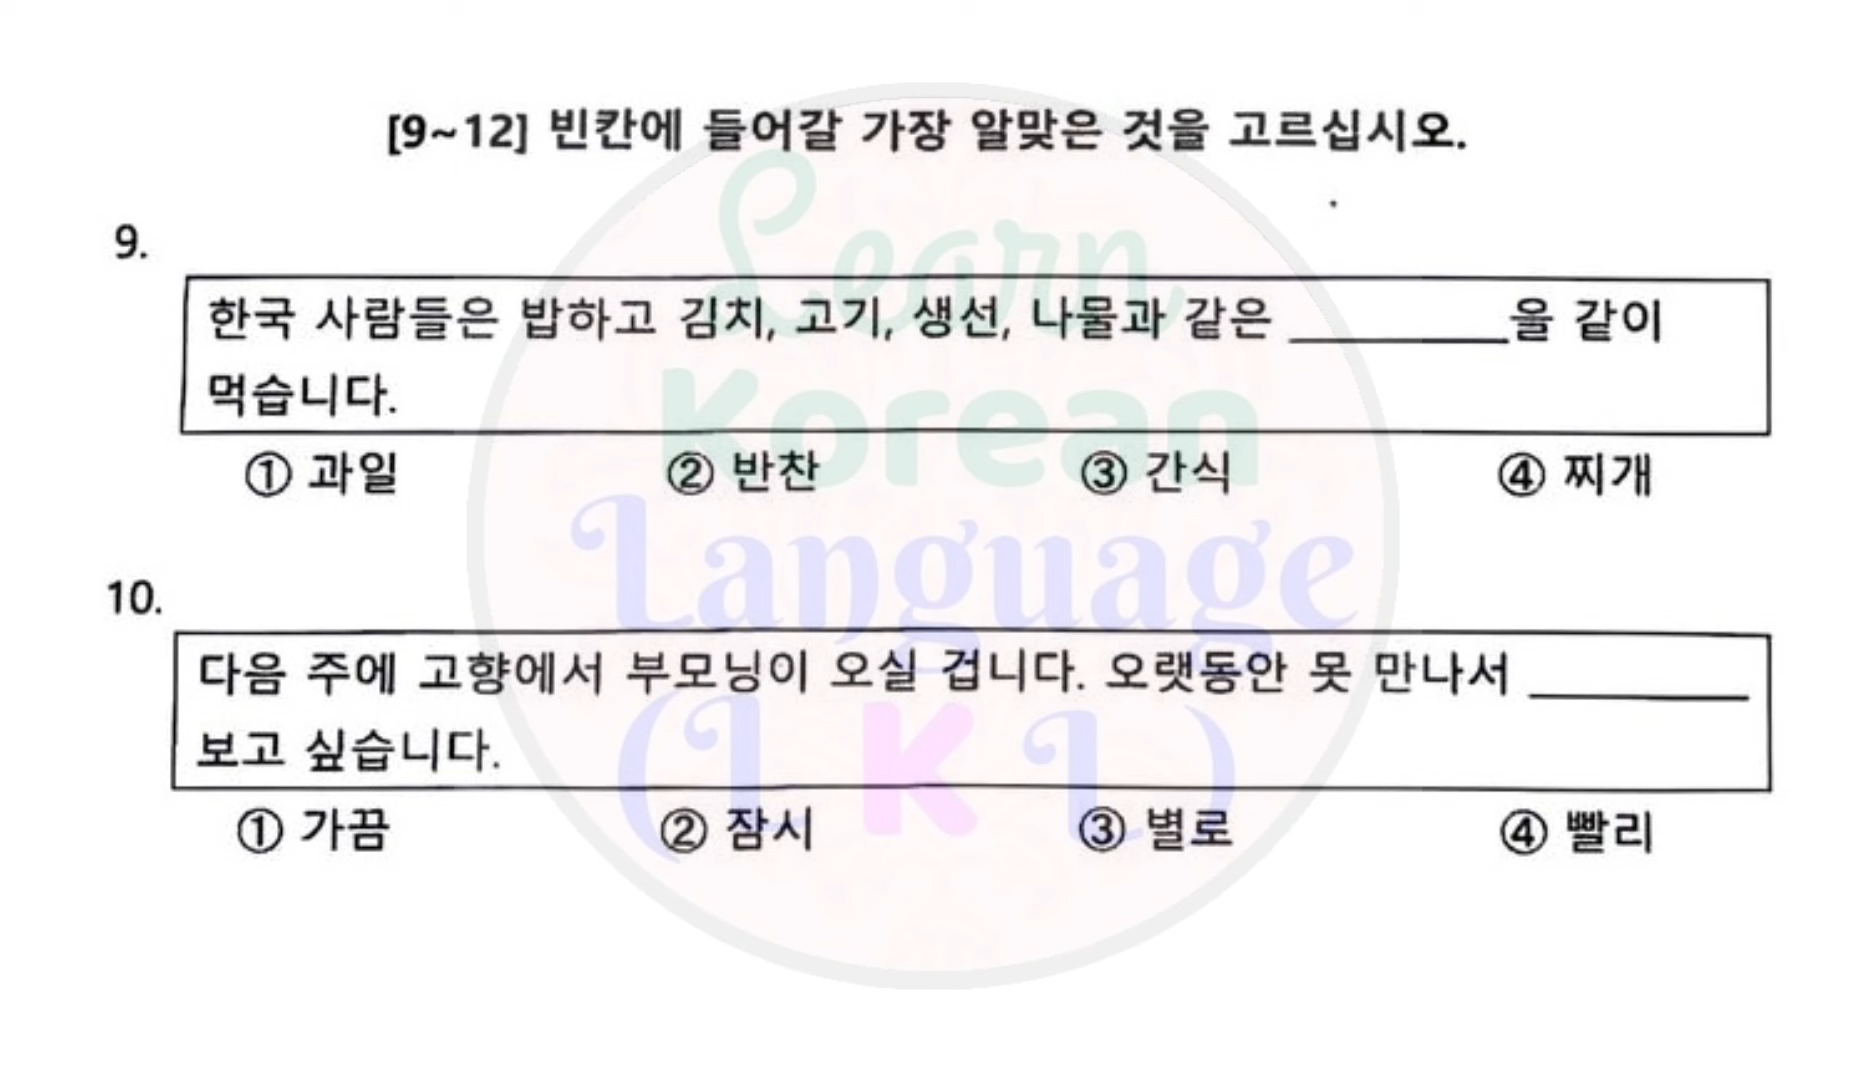 [9~12] 빈칸에 들어갈 가장 알맞은 것을 고르십시오.
9.
한국 사람들은 밥하고 김치, 고기, 생선, 나물과 같은 ________을 같이
먹습니다.
① 과일 ② 반찬 ③ 간식 ④ 찌개
10.
다음 주에 고향에서 부모닝이 오실 겁니다. 오랫동안 못 만나서 ________
보고 싶습니다.
① 가끔 ② 잠시 ③ 별로 ④ 빨리
Learn
Korean
Language
(L K L)